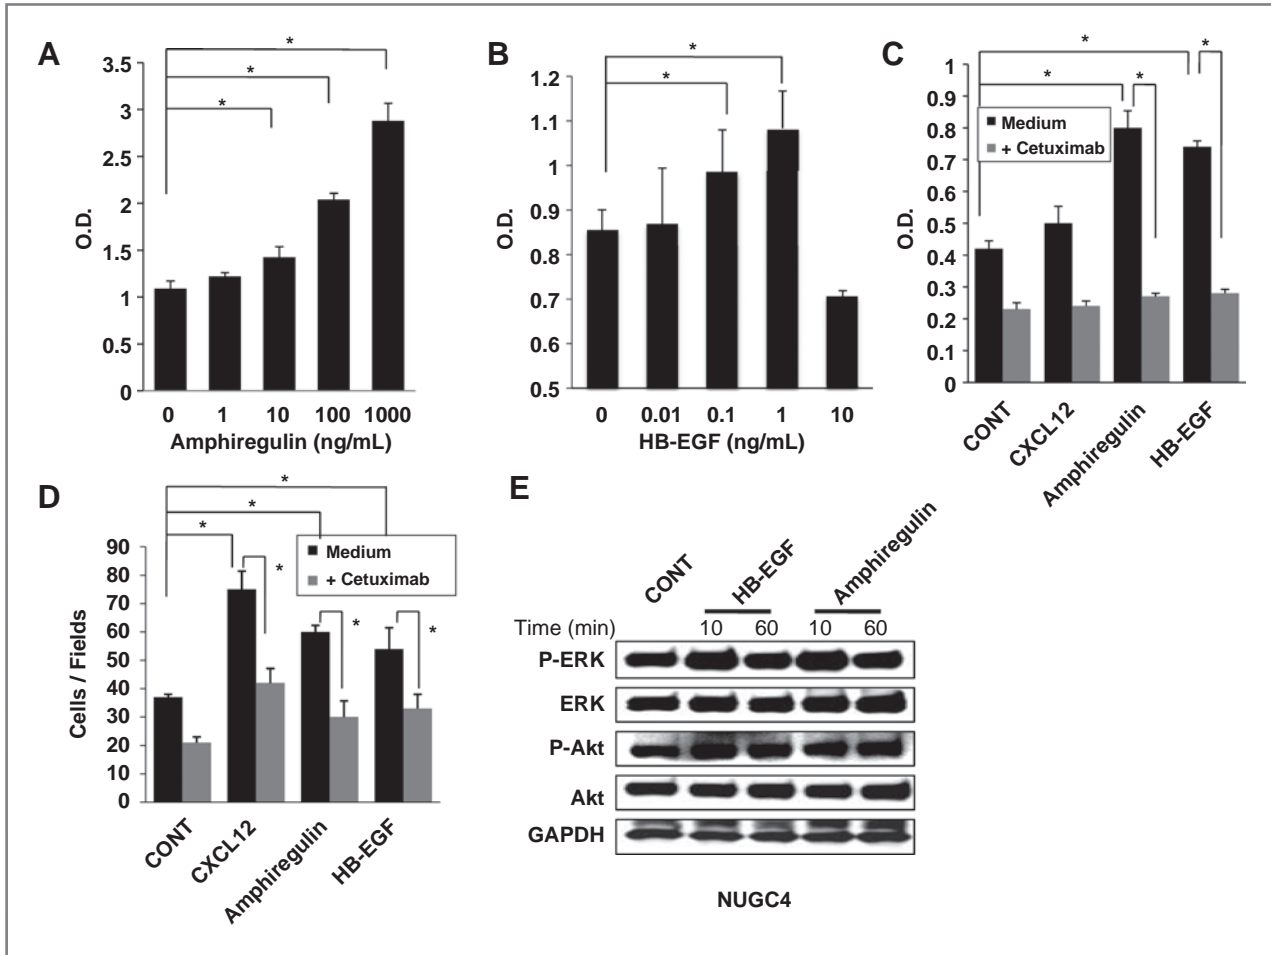 A
*
*
*
3.5
3
2.5
2
1.5
1
0.5
0
O.D.
0 1 10 100 1000
Amphiregulin (ng/mL)
B
*
*
1.2
1.1
1
0.9
0.8
0.7
0.6
0.5
O.D.
0 0.01 0.1 1 10
HB-EGF (ng/mL)
C
* *
* *
1
0.9
0.8
0.7
0.6
0.5
0.4
0.3
0.2
0.1
0
O.D.
Medium
+ Cetuximab
CONT
CXCL12
Amphiregulin
HB-EGF
D
*
*
*
* * *
90
80
70
60
50
40
30
20
10
0
Cells / Fields
Medium
+ Cetuximab
CONT
CXCL12
Amphiregulin
HB-EGF
E
CONT
HB-EGF
Amphiregulin
Time (min) 10 60 10 60
P-ERK
ERK
P-Akt
Akt
GAPDH
NUGC4